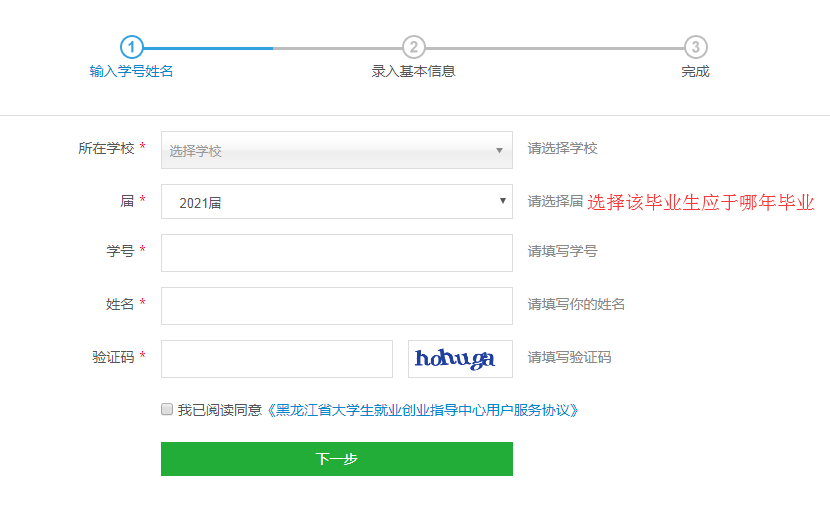 1 2 3
输入学号姓名 录入基本信息 完成
所在学校 * 选择学校 请选择学校
届 * 2021届 请选择届 选择该毕业生应于哪年毕业
学号 * 请填写学号
姓名 * 请填写你的姓名
验证码 * hohuga 请填写验证码
我已阅读同意《黑龙江省大学生就业创业指导中心用户服务协议》
下一步